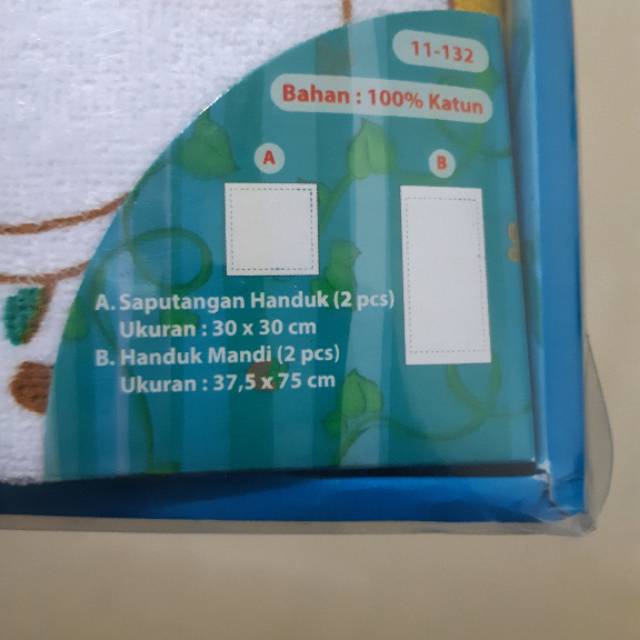 11-132
Bahan : 100% Katun
A
B
A. Saputangan Handuk (2 pcs)
Ukuran : 30 x 30 cm
B. Handuk Mandi (2 pcs)
Ukuran : 37,5 x 75 cm